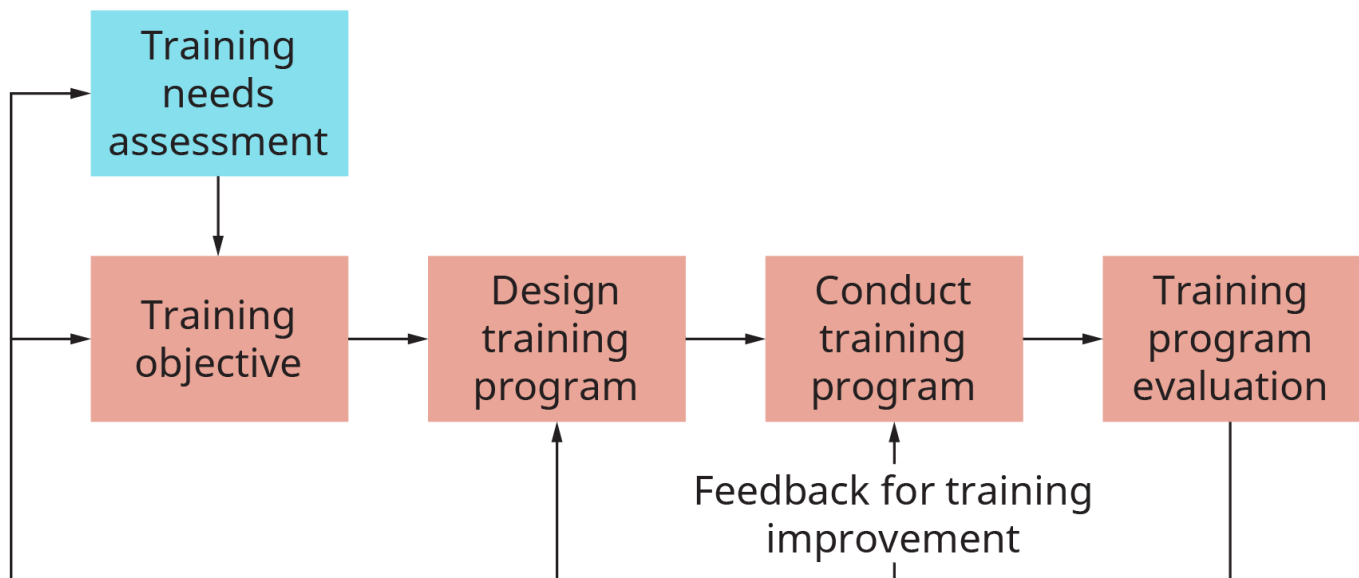 Training
needs
assessment
Training
objective
Design
training
program
Conduct
training
program
Training
program
evaluation
Feedback for training
improvement